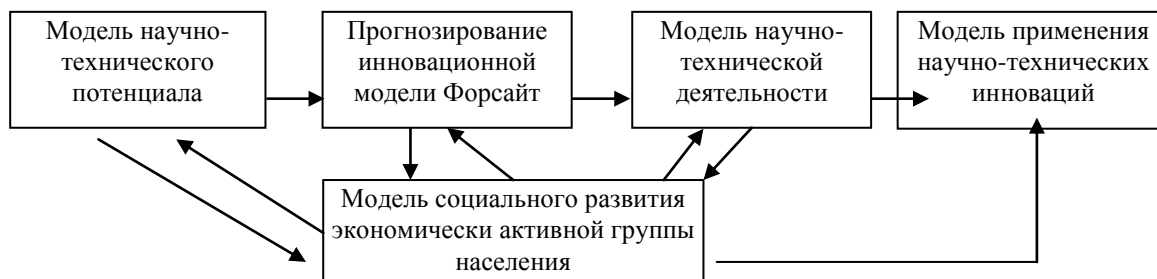 Модель научно-
технического
потенциала
Прогнозирование
инновационной
модели Форсайт
Модель научно-
технической
деятельности
Модель применения
научно-технических
инноваций
Модель социального развития
экономически активной группы
населения